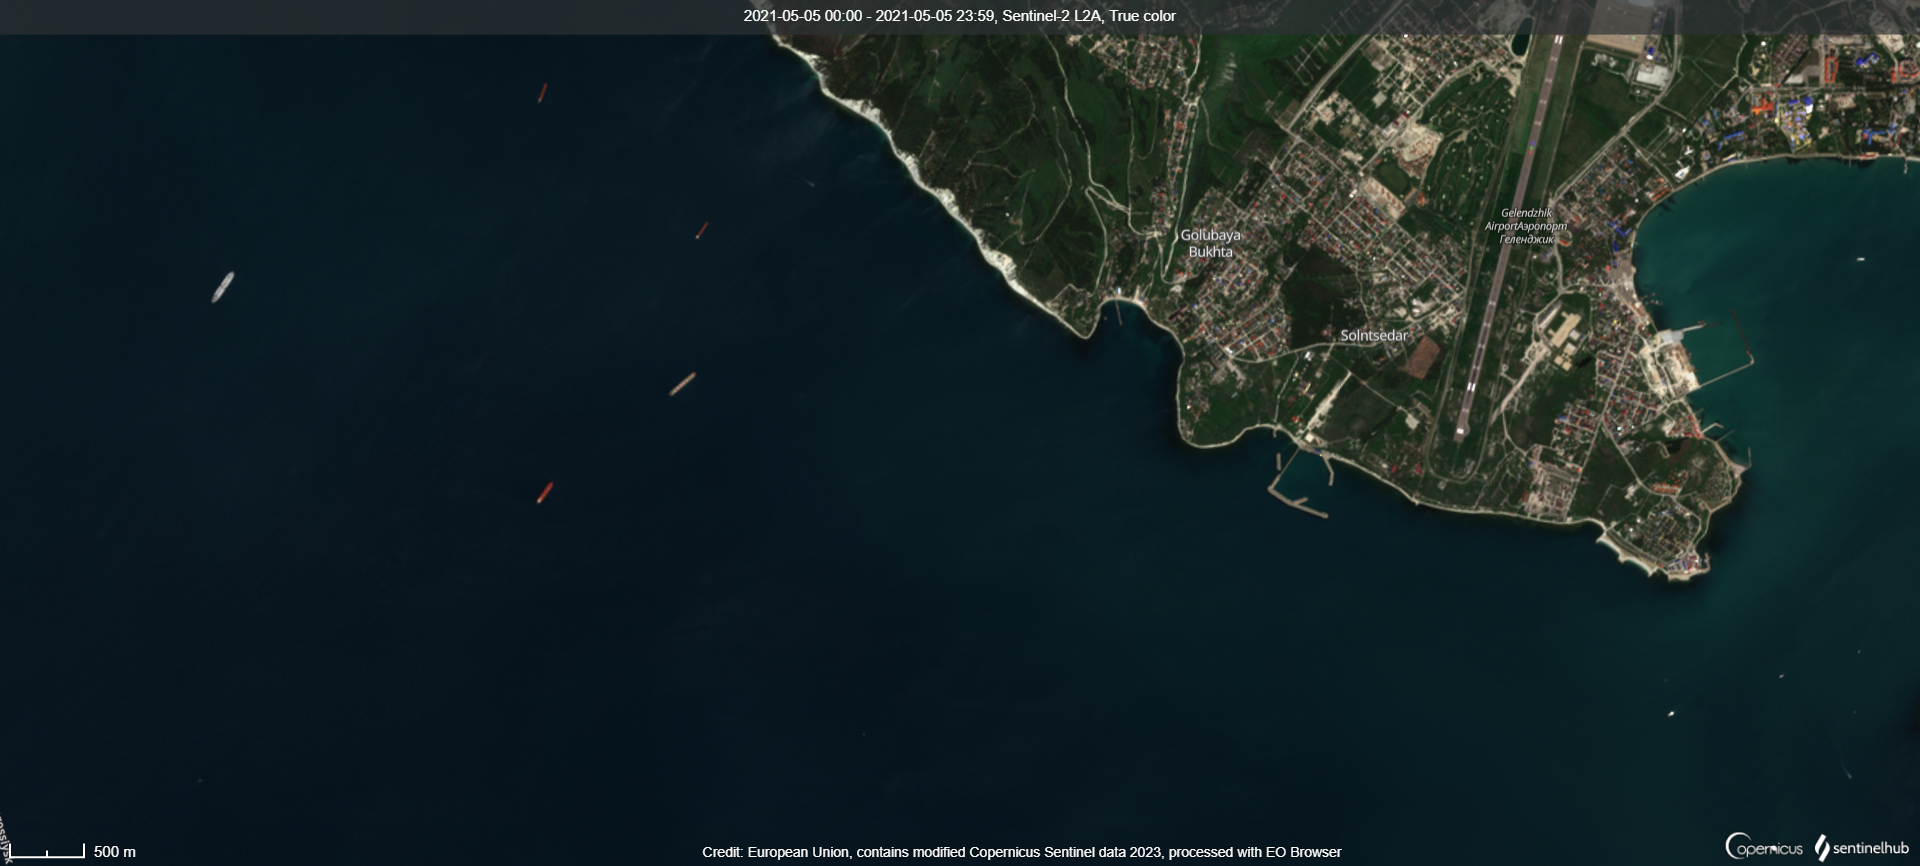 2021-05-05 00:00 - 2021-05-05 23:59, Sentinel-2 L2A, True color
Gelendzhik
AirportАэропорт
Геленджик
Golubaya
Bukhta
Solntsedar
500 m
Credit: European Union, contains modified Copernicus Sentinel data 2023, processed with EO Browser
Copernicus
sentinelhub